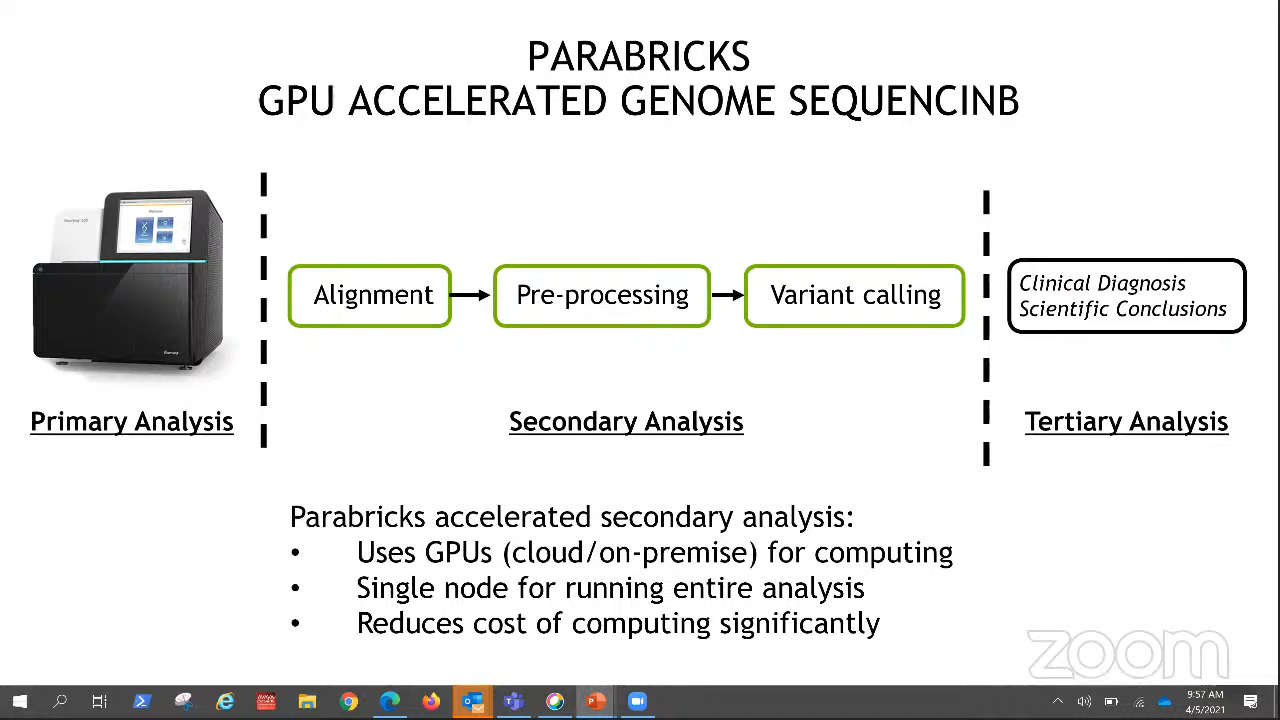 PARABRICKS
GPU ACCELERATED GENOME SEQUENCINB
Alignment
Pre-processing
Variant calling
Clinical Diagnosis
Scientific Conclusions
Primary Analysis
Secondary Analysis
Tertiary Analysis
Parabricks accelerated secondary analysis:
• Uses GPUs (cloud/on-premise) for computing
• Single node for running entire analysis
• Reduces cost of computing significantly
zoom
9:57 AM
4/5/2021